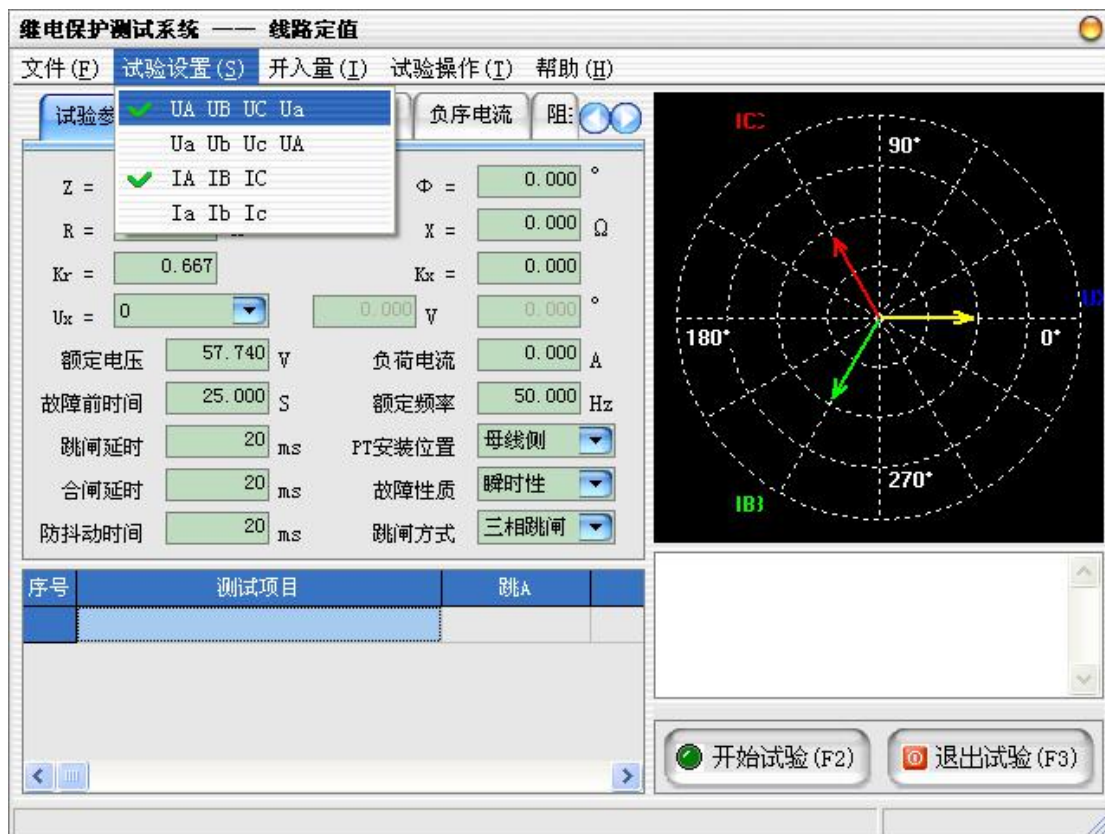 继电保护测试系统 —— 线路定值
文件(F) 试验设置(S) 开入量(I) 试验操作(T) 帮助(H)
试验参 负序电流 阻:
UA UB UC Ua
Ua Ub Uc UA
IA IB IC
Ia Ib Ic
Z = Φ = 0.000 °
R = X = 0.000 Ω
Kr = 0.667 Kx = 0.000
Ux = 0 0.000 V 0.000 °
额定电压 57.740 V 负荷电流 0.000 A
故障前时间 25.000 S 额定频率 50.000 Hz
跳闸延时 20 ms PT安装位置 母线侧
合闸延时 20 ms 故障性质 瞬时性
防抖动时间 20 ms 跳闸方式 三相跳闸
90°
180° 0°
270°
序号 测试项目 跳A
开始试验(F2) 退出试验(F3)